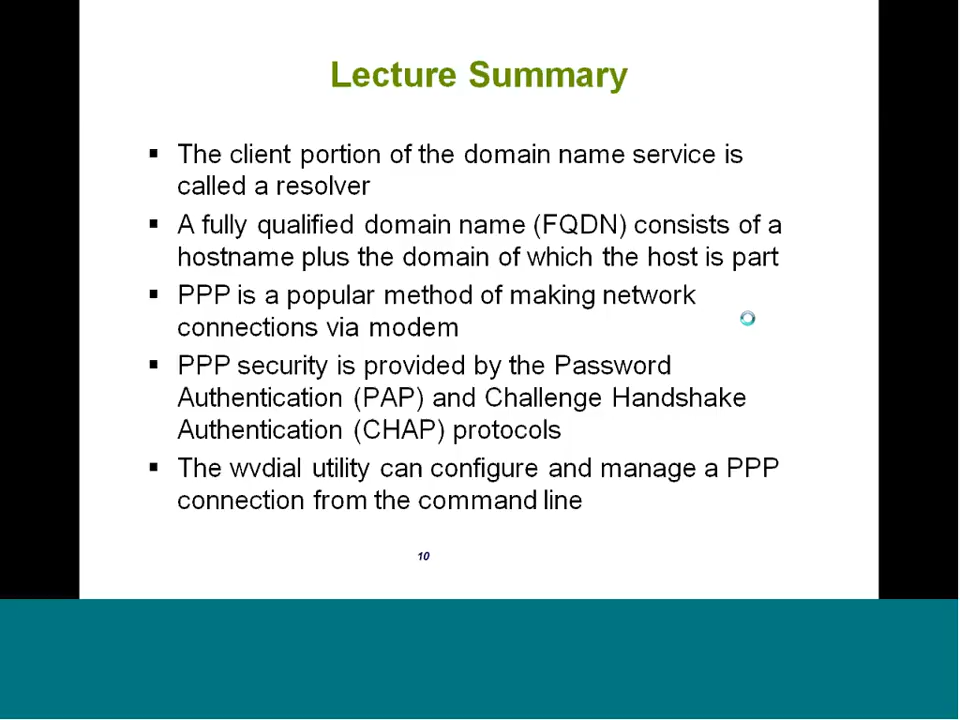 Lecture Summary
▪ The client portion of the domain name service is
called a resolver
▪ A fully qualified domain name (FQDN) consists of a
hostname plus the domain of which the host is part
▪ PPP is a popular method of making network
connections via modem
▪ PPP security is provided by the Password
Authentication (PAP) and Challenge Handshake
Authentication (CHAP) protocols
▪ The wvdial utility can configure and manage a PPP
connection from the command line
10